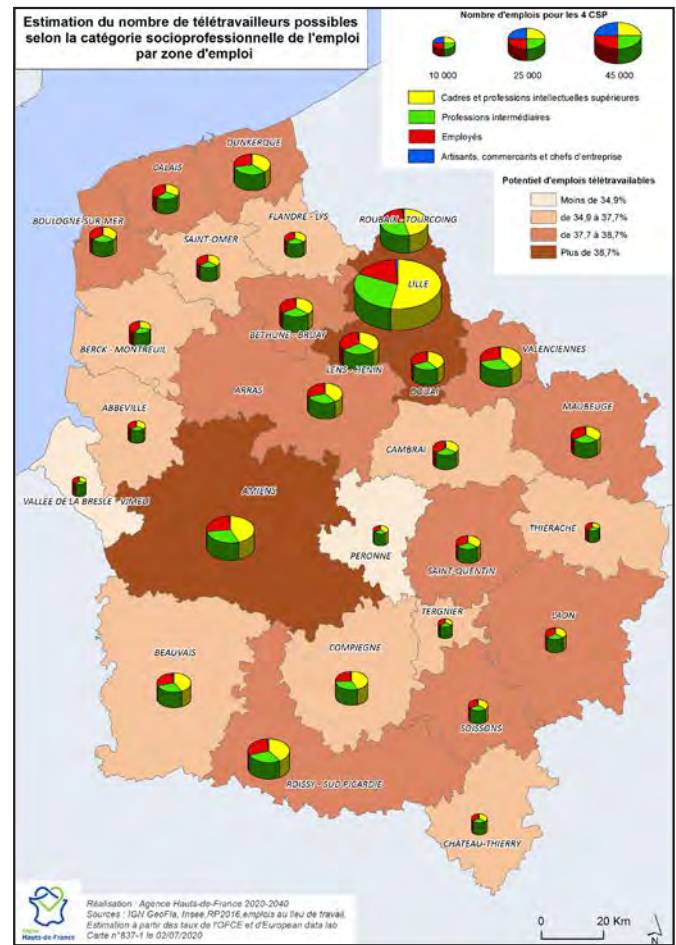 Estimation du nombre de télétravailleurs possibles
selon la catégorie socioprofessionnelle de l'emploi
par zone d'emploi
Nombre d'emplois pour les 4 CSP
10 000
25 000
45 000
Cadres et professions intellectuelles supérieures
Professions intermédiaires
Employés
Artisants, commercants et chefs d'entreprise
Potentiel d'emplois télétravaillables
Moins de 34,9%
de 34,9 à 37,7%
de 37,7 à 38,7%
Plus de 38,7%
DUNKERQUE
CALAIS
BOULOGNE-SUR-MER
SAINT-OMER
FLANDRE - LYS
ROUBAIX - TOURCOING
LILLE
BERCK - MONTREUIL
BETHUNE - BRUAY
LENS - HENIN
DOUAI
VALENCIENNES
ARRAS
MAUBEUGE
ABBEVILLE
CAMBRAI
VALLEE DE LA BRESLE - VIMEU
AMIENS
PERONNE
THIERACHE
SAINT-QUENTIN
TERGNIER
LAON
BEAUVAIS
COMPIEGNE
SOISSONS
ROISSY - SUD PICARDIE
CHÂTEAU-THIERRY
Région
Hauts-de-France
Réalisation : Agence Hauts-de-France 2020-2040
Sources : IGN GeoFla, Insee,RP2016,emplois au lieu de travail,
Estimation à partir des taux de l'OFCE et d'European data lab
Carte n°837-1 le 02/07/2020
0 20 Km
N